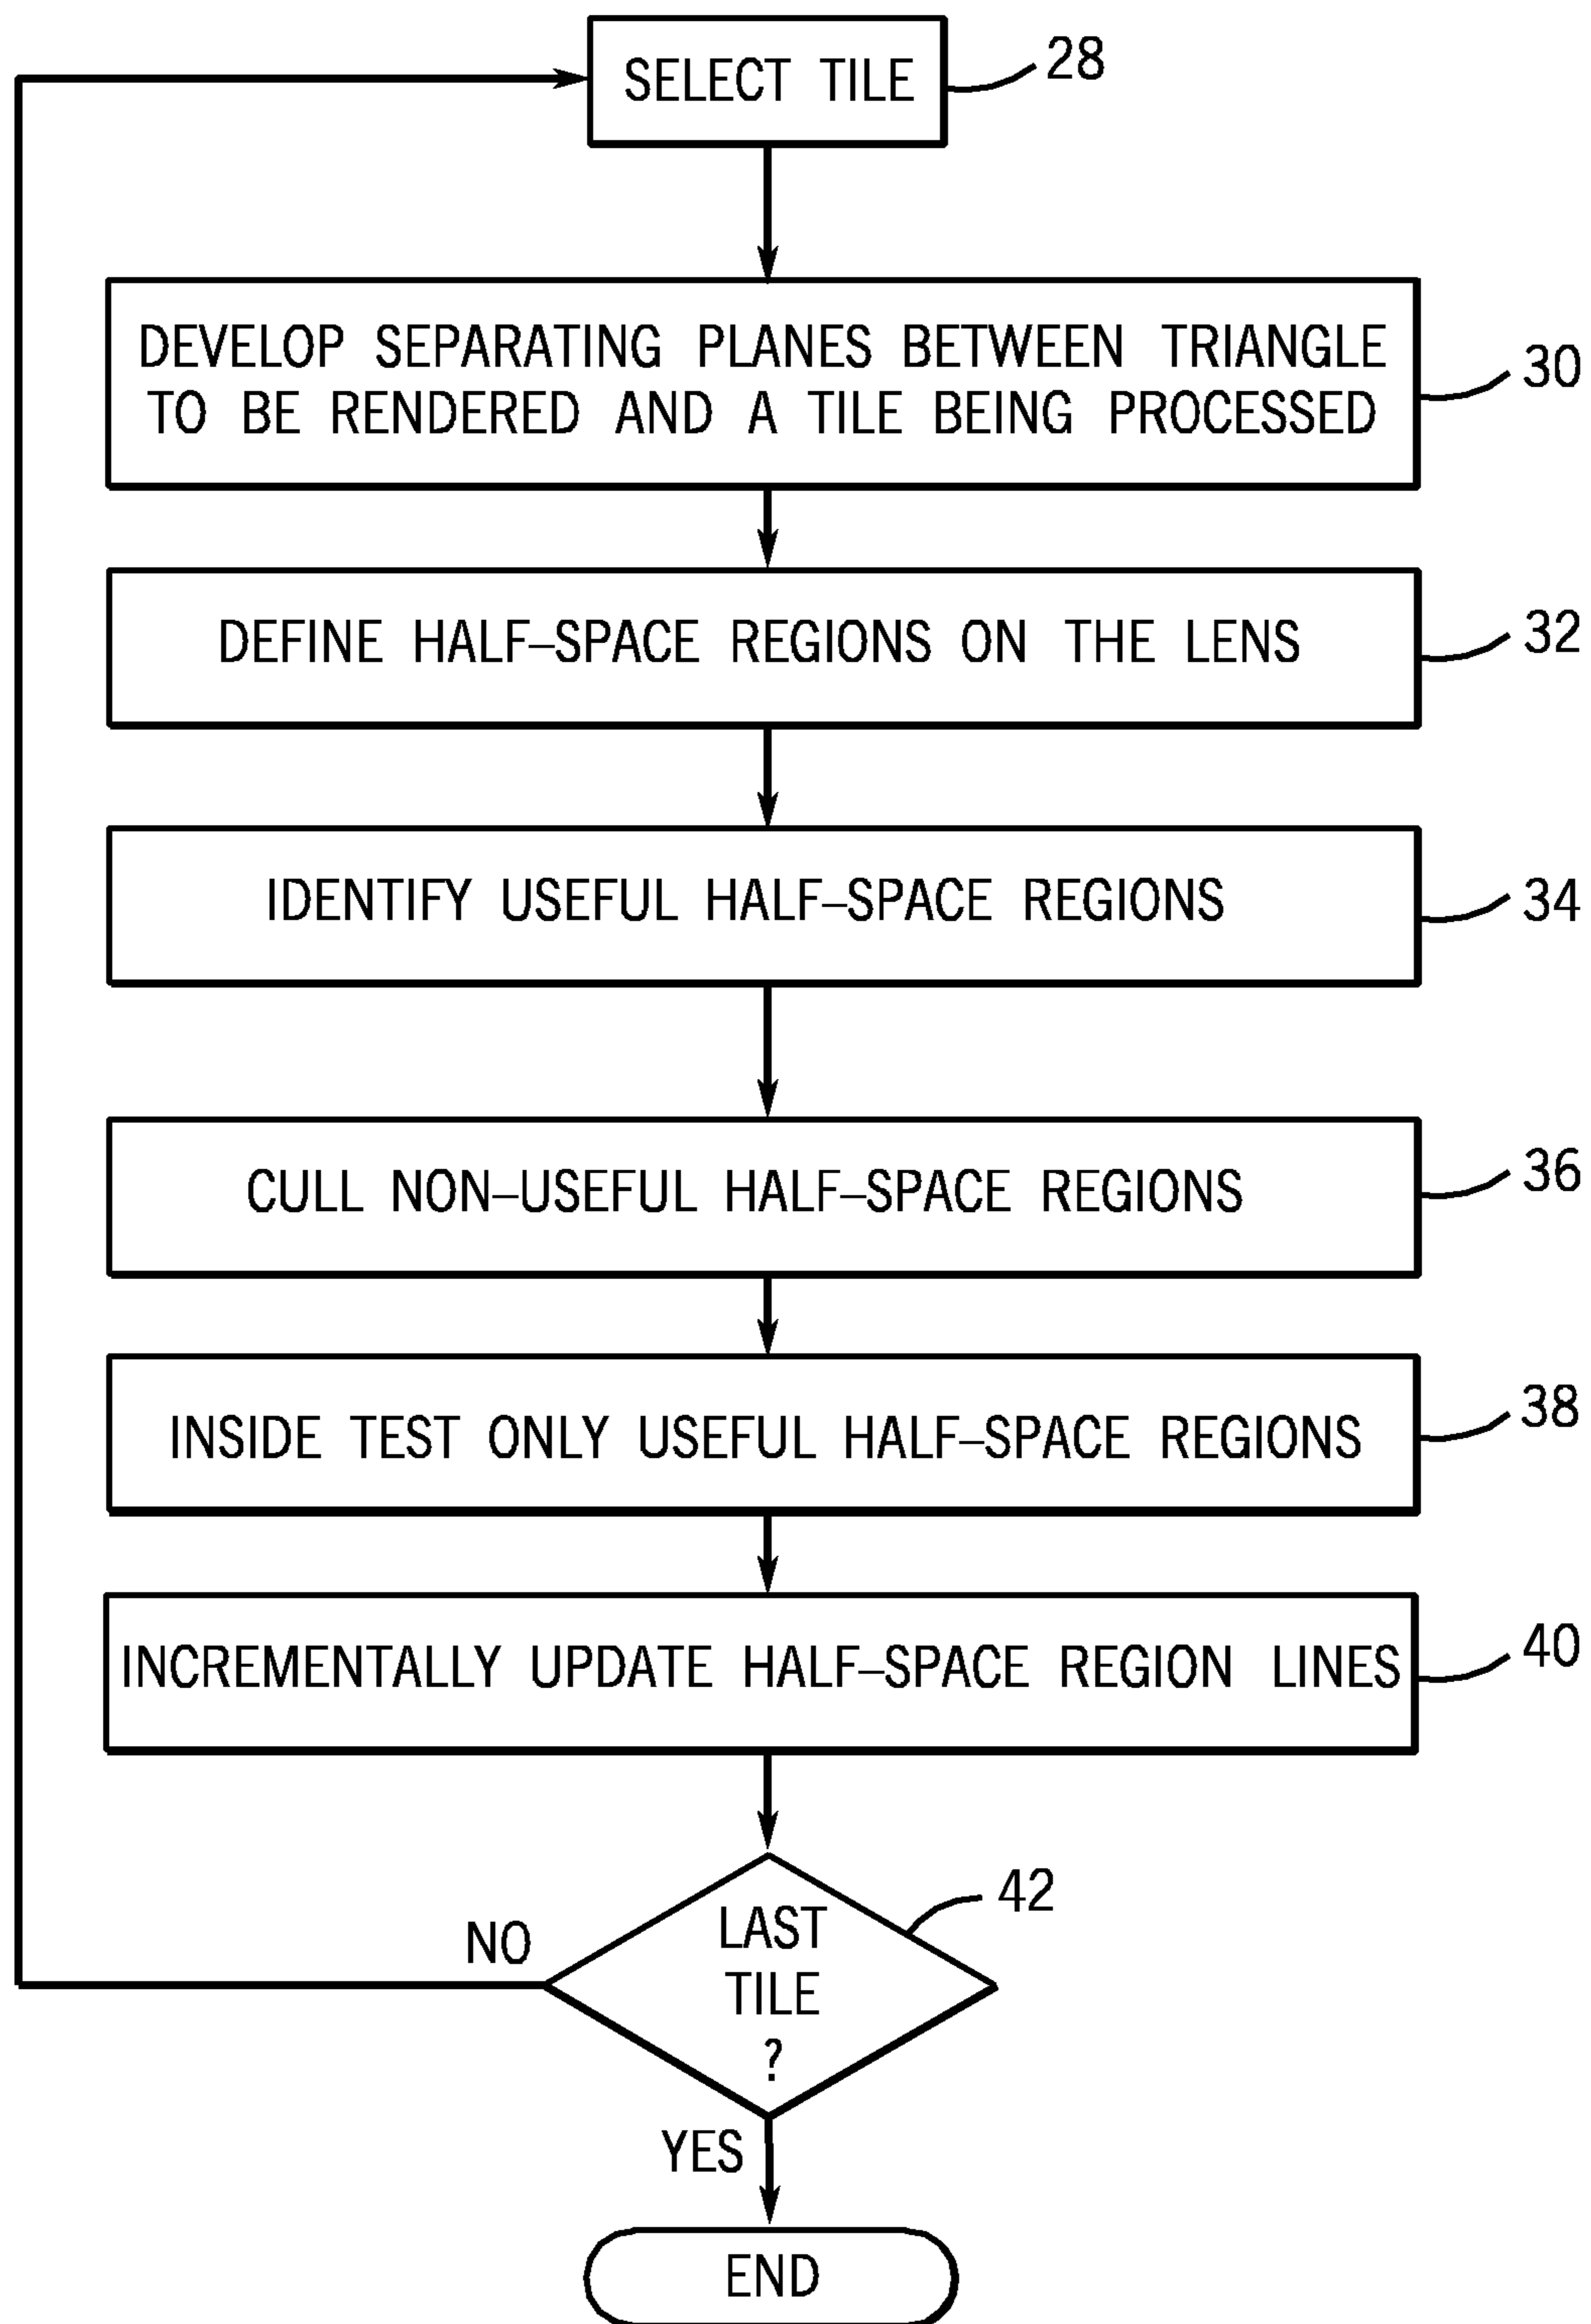 SELECT TILE
28
DEVELOP SEPARATING PLANES BETWEEN TRIANGLE
TO BE RENDERED AND A TILE BEING PROCESSED
30
DEFINE HALF–SPACE REGIONS ON THE LENS
32
IDENTIFY USEFUL HALF–SPACE REGIONS
34
CULL NON–USEFUL HALF–SPACE REGIONS
36
INSIDE TEST ONLY USEFUL HALF–SPACE REGIONS
38
INCREMENTALLY UPDATE HALF–SPACE REGION LINES
40
42
NO
LAST
TILE
?
YES
END